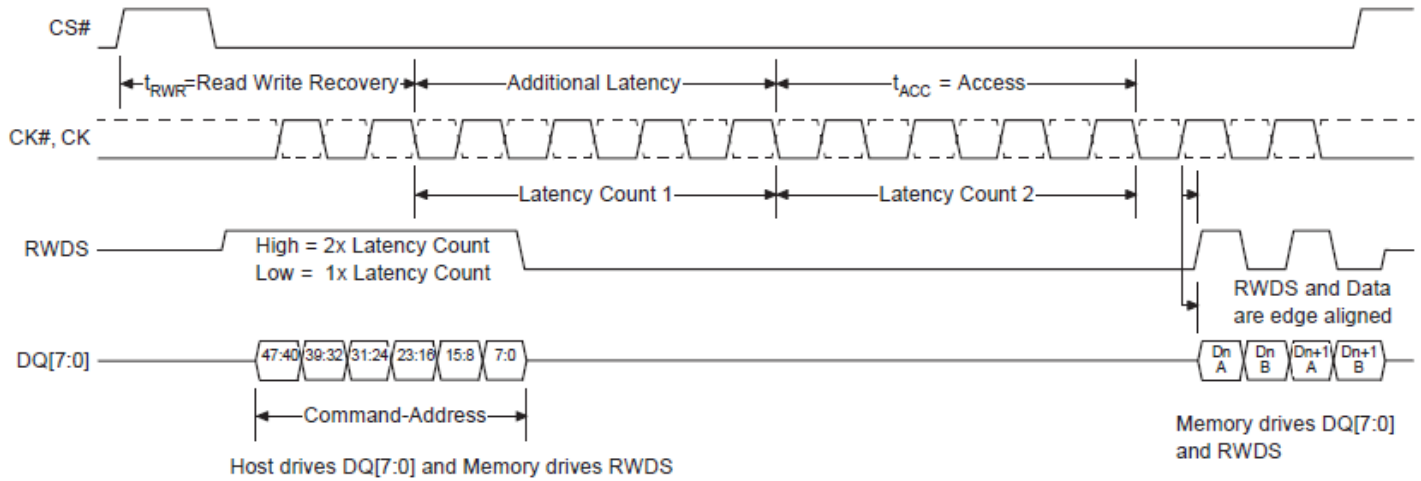 CS#
t_RWR=Read Write Recovery
Additional Latency
t_ACC = Access
CK#, CK
Latency Count 1
Latency Count 2
RWDS
High = 2x Latency Count
Low = 1x Latency Count
RWDS and Data
are edge aligned
DQ[7:0]
47:40 39:32 31:24 23:16 15:8 7:0
Dn Dn Dn+1 Dn+1
A B A B
Command-Address
Memory drives DQ[7:0]
and RWDS
Host drives DQ[7:0] and Memory drives RWDS